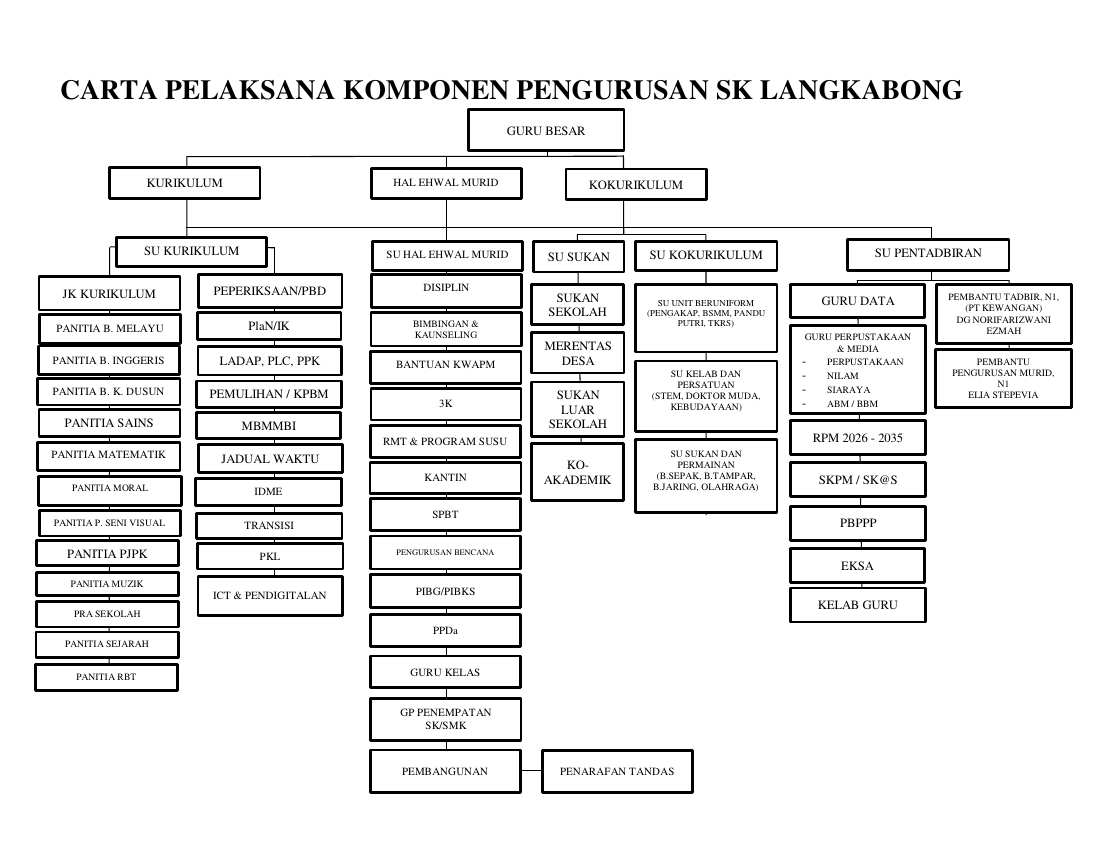 CARTA PELAKSANA KOMPONEN PENGURUSAN SK LANGKABONG
GURU BESAR
KURIKULUM
HAL EHWAL MURID
KOKURIKULUM
SU KURIKULUM
JK KURIKULUM
PANITIA B. MELAYU
PANITIA B. INGGERIS
PANITIA B. K. DUSUN
PANITIA SAINS
PANITIA MATEMATIK
PANITIA MORAL
PANITIA P. SENI VISUAL
PANITIA PJPK
PANITIA MUZIK
PRA SEKOLAH
PANITIA SEJARAH
PANITIA RBT
PEPERIKSAAN/PBD
PlaN/IK
LADAP, PLC, PPK
PEMULIHAN / KPBM
MBMMBI
JADUAL WAKTU
IDME
TRANSISI
PKL
ICT & PENDIGITALAN
SU HAL EHWAL MURID
DISIPLIN
BIMBINGAN &
KAUNSELING
BANTUAN KWAPM
3K
RMT & PROGRAM SUSU
KANTIN
SPBT
PENGURUSAN BENCANA
PIBG/PIBKS
PPDa
GURU KELAS
GP PENEMPATAN
SK/SMK
PEMBANGUNAN
PENARAFAN TANDAS
SU SUKAN
SUKAN
SEKOLAH
MERENTAS
DESA
SUKAN
LUAR
SEKOLAH
KO-
AKADEMIK
SU KOKURIKULUM
SU UNIT BERUNIFORM
(PENGAKAP, BSMM, PANDU
PUTRI, TKRS)
SU KELAB DAN
PERSATUAN
(STEM, DOKTOR MUDA,
KEBUDAYAAN)
SU SUKAN DAN
PERMAINAN
(B.SEPAK, B.TAMPAR,
B.JARING, OLAHRAGA)
SU PENTADBIRAN
GURU DATA
GURU PERPUSTAKAAN
& MEDIA
- PERPUSTAKAAN
- NILAM
- SIARAYA
- ABM / BBM
RPM 2026 - 2035
SKPM / SK@S
PBPPP
EKSA
KELAB GURU
PEMBANTU TADBIR, N1,
(PT KEWANGAN)
DG NORIFARIZWANI
EZMAH
PEMBANTU
PENGURUSAN MURID,
N1
ELIA STEPEVIA